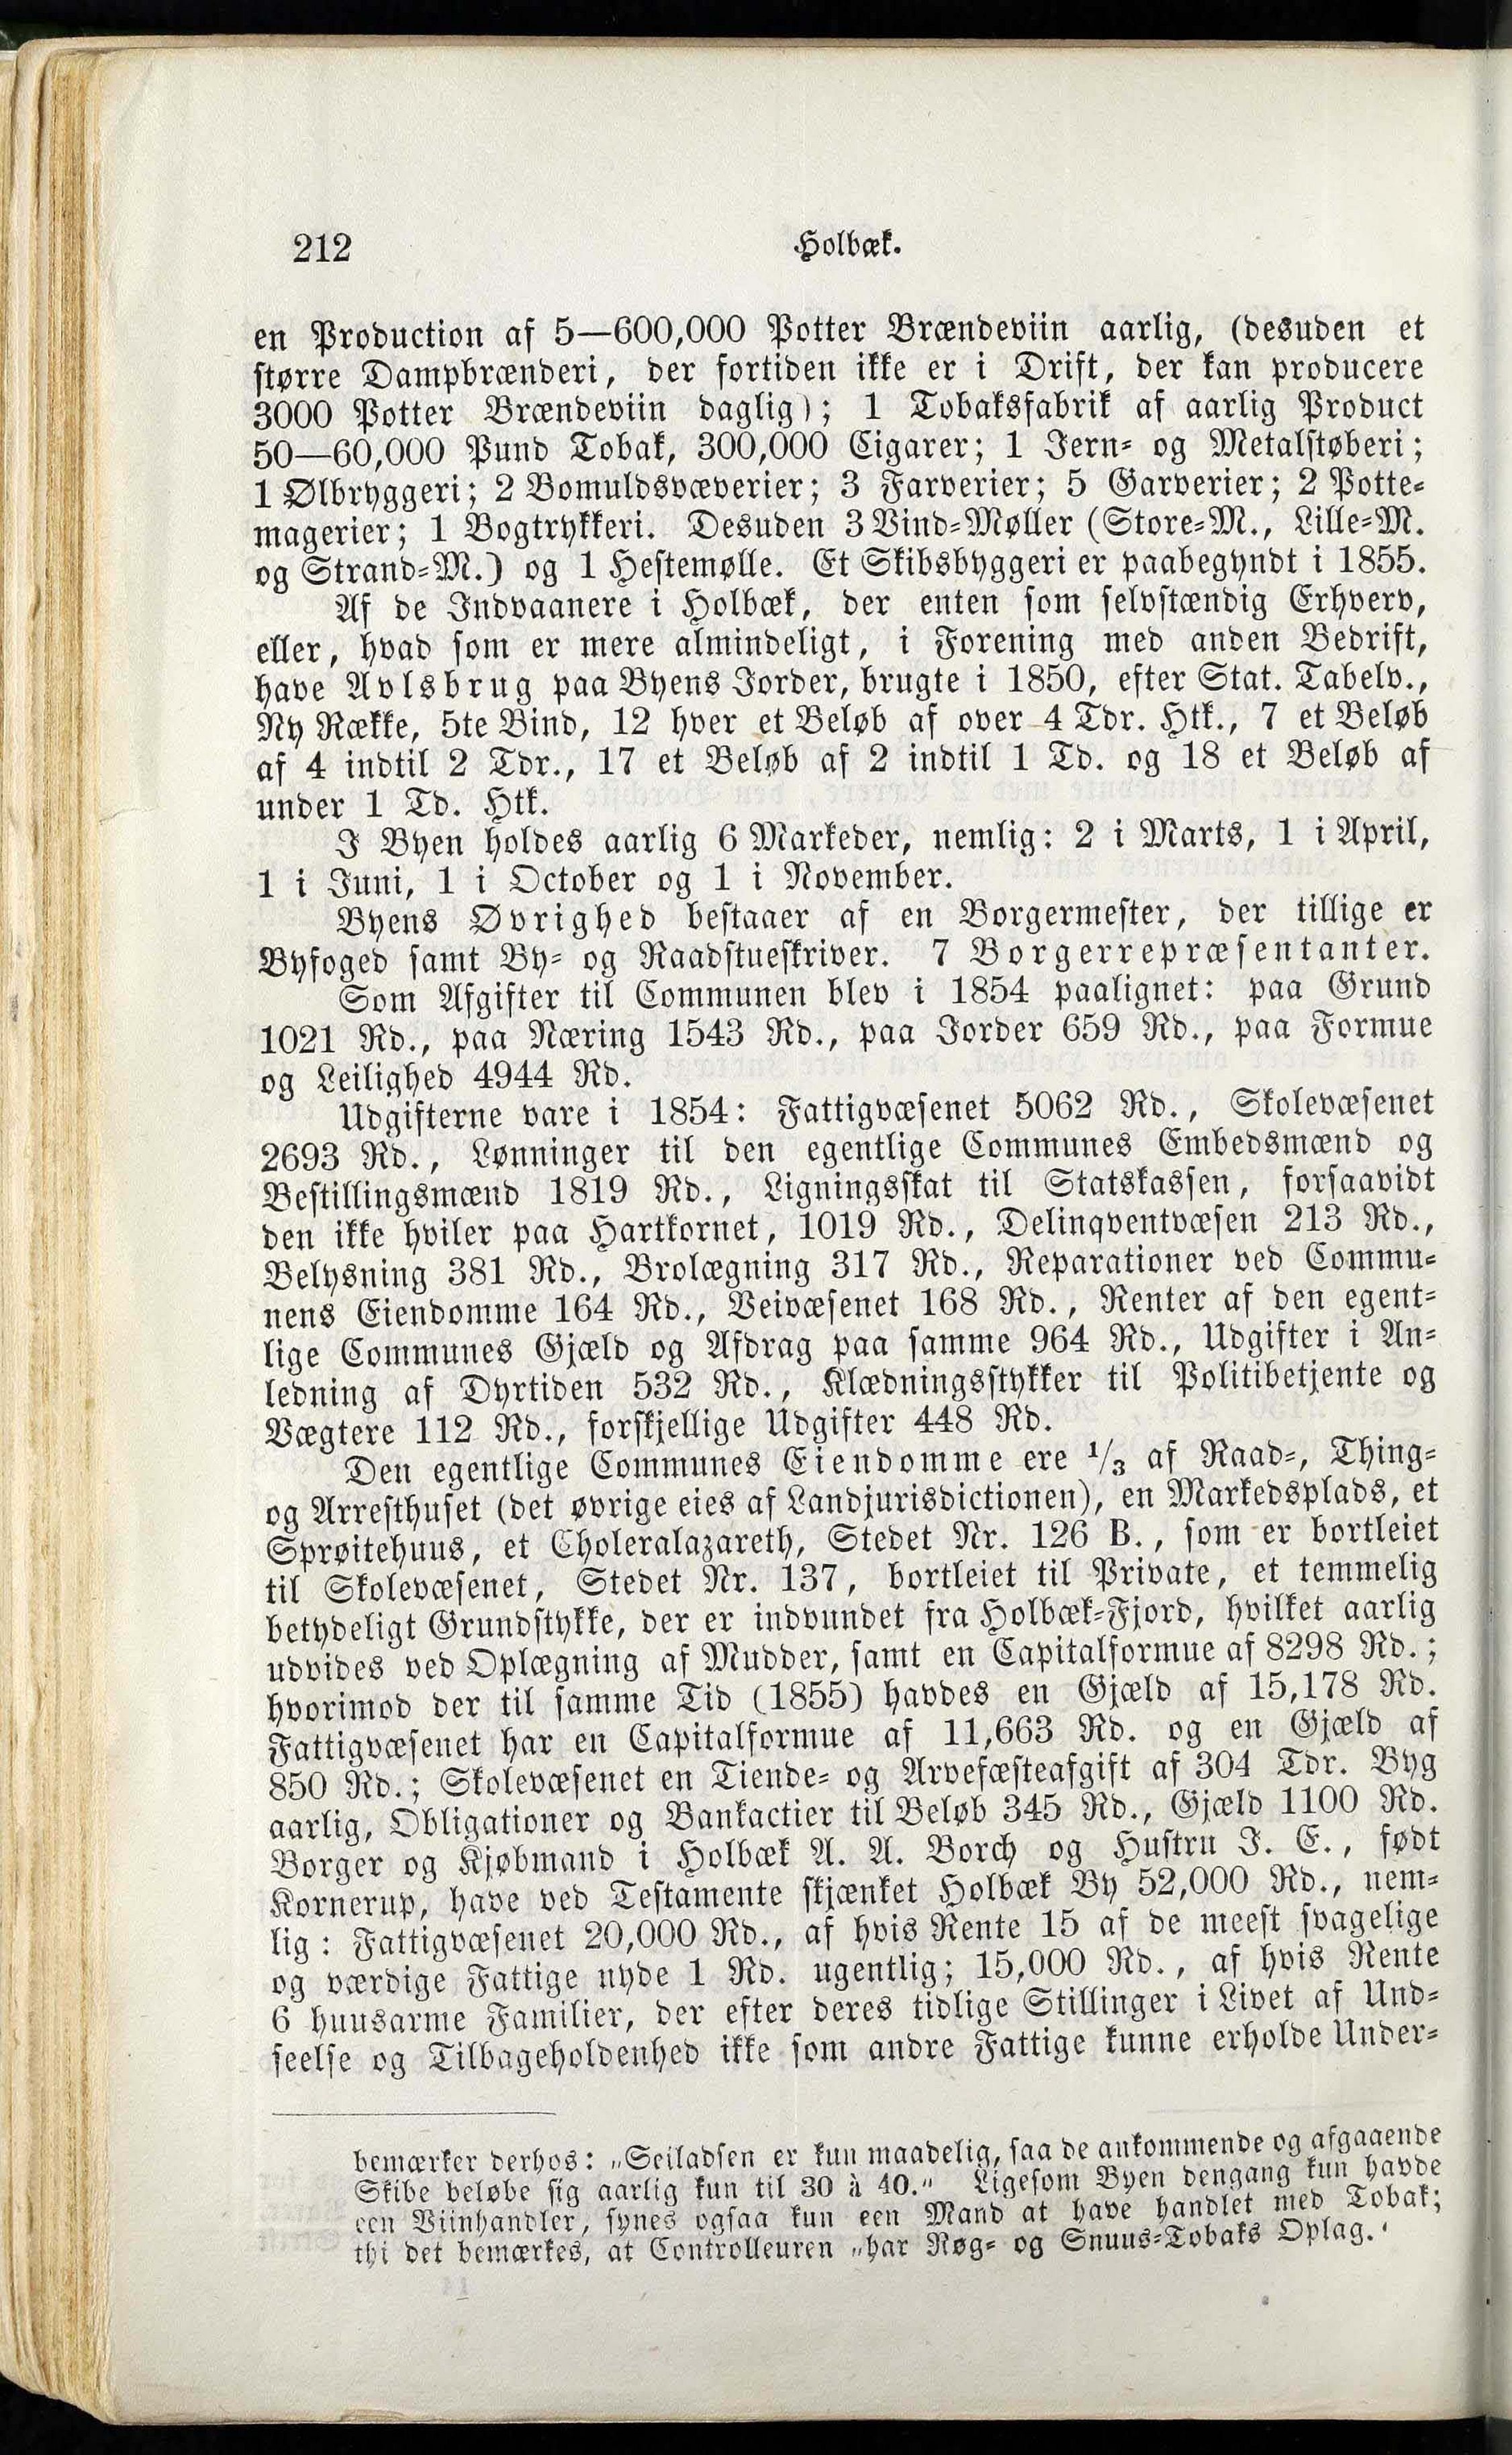 212
Holbæk.
en Production af 5—600,000 Potter Brændeviin aarlig, (desuden et
større Dampbrænderi, der fortiden ikke er i Drift, der kan producere
3000 Potter Brændeviin daglig); 1 Tobaksfabrik af aarlig Product
50—60,000 Pund Tobak, 300,000 Cigarer; 1 Jern- og Metalstøberi;
1 Ølbryggeri; 2 Bomuldsvæverier; 3 Farverier; 5 Garverier; 2 Potte-
magerier; 1 Bogtrykkeri. Desuden 3 Vind-Møller (Store-M., Lille-M.
og Strand-M.) og 1 Hestemølle. Et Skibsbyggeri er paabegyndt i 1855.
Af de Indvaanere i Holbæk, der enten som selvstændig Erhverv,
eller, hvad som er mere almindeligt, i Forening med anden Bedrift,
have Avlsbrug paa Byens Jorder, brugte i 1850, efter Stat. Tabelv.,
Ny Række, 5te Bind, 12 hver et Beløb af over 4 Tdr. Htk., 7 et Beløb
af 4 indtil 2 Tdr., 17 et Beløb af 2 indtil 1 Td. og 18 et Beløb af
under 1 Td. Htk.
I Byen holdes aarlig 6 Markeder, nemlig: 2 i Marts, 1 i April,
1 i Juni, 1 i October og 1 i November.
Byens Øvrighed bestaaer af en Borgermester, der tillige er
Byfoged samt By- og Raadstueskriver. 7 Borgerrepræsentanter.
Som Afgifter til Communen blev i 1854 paalignet: paa Grund
1021 Rd., paa Næring 1543 Rd., paa Jorder 659 Rd., paa Formue
og Leilighed 4944 Rd.
Udgifterne vare i 1854: Fattigvæsenet 5062 Rd., Skolevæsenet
2693 Rd., Lønninger til den egentlige Communes Embedsmænd og
Bestillingsmænd 1819 Rd., Ligningsskat til Statskassen, forsaavidt
den ikke hviler paa Hartkornet, 1019 Rd., Delinqventvæsen 213 Rd.,
Belysning 381 Rd., Brolægning 317 Rd., Reparationer ved Commu-
nens Eiendomme 164 Rd., Veivæsenet 168 Rd., Renter af den egent-
lige Communes Gjæld og Afdrag paa samme 964 Rd., Udgifter i An-
ledning af Dyrtiden 532 Rd., Klædningsstykker til Politibetjente og
Vægtere 112 Rd., forskjellige Udgifter 448 Rd.
Den egentlige Communes Eiendomme ere 1/3 af Raad-, Thing-
og Arresthuset (det øvrige eies af Landjurisdictionen), en Markedsplads, et
Sprøitehuus, et Choleralazareth, Stedet Nr. 126 B., som er bortleiet
til Skolevæsenet, Stedet Nr. 137, bortleiet til Private, et temmelig
betydeligt Grundstykke, der er indvundet fra Holbæk-Fjord, hvilket aarlig
udvides ved Oplægning af Mudder, samt en Capitalformue af 8298 Rd.;
hvorimod der til samme Tid (1855) havdes en Gjæld af 15,178 Rd.
Fattigvæsenet har en Capitalformue af 11,663 Rd. og en Gjæld af
850 Rd.; Skolevæsenet en Tiende- og Arvefæsteafgift af 304 Tdr. Byg
aarlig, Obligationer og Bankactier til Beløb 345 Rd., Gjæld 1100 Rd.
Borger og Kjøbmand i Holbæk A. A. Borch og Hustru J. E., født
Kornerup, have ved Testamente skjænket Holbæk By 52,000 Rd., nem-
lig: Fattigvæsenet 20,000 Rd., af hvis Rente 15 af de meest svagelige
og værdige Fattige nyde 1 Rd. ugentlig; 15,000 Rd., af hvis Rente
6 huusarme Familier, der efter deres tidlige Stillinger i Livet af Und-
seelse og Tilbageholdenhed ikke som andre Fattige kunne erholde Under-
bemærker derhos: „Seiladsen er kun maadelig, saa de ankommende og afgaaende
Skibe beløbe sig aarlig kun til 30 à 40.“ Ligesom Byen dengang kun havde
een Viinhandler, synes ogsaa kun een Mand at have handlet med Tobak;
thi det bemærkes, at Controlleuren „har Røg- og Snuus-Tobaks Oplag.‘